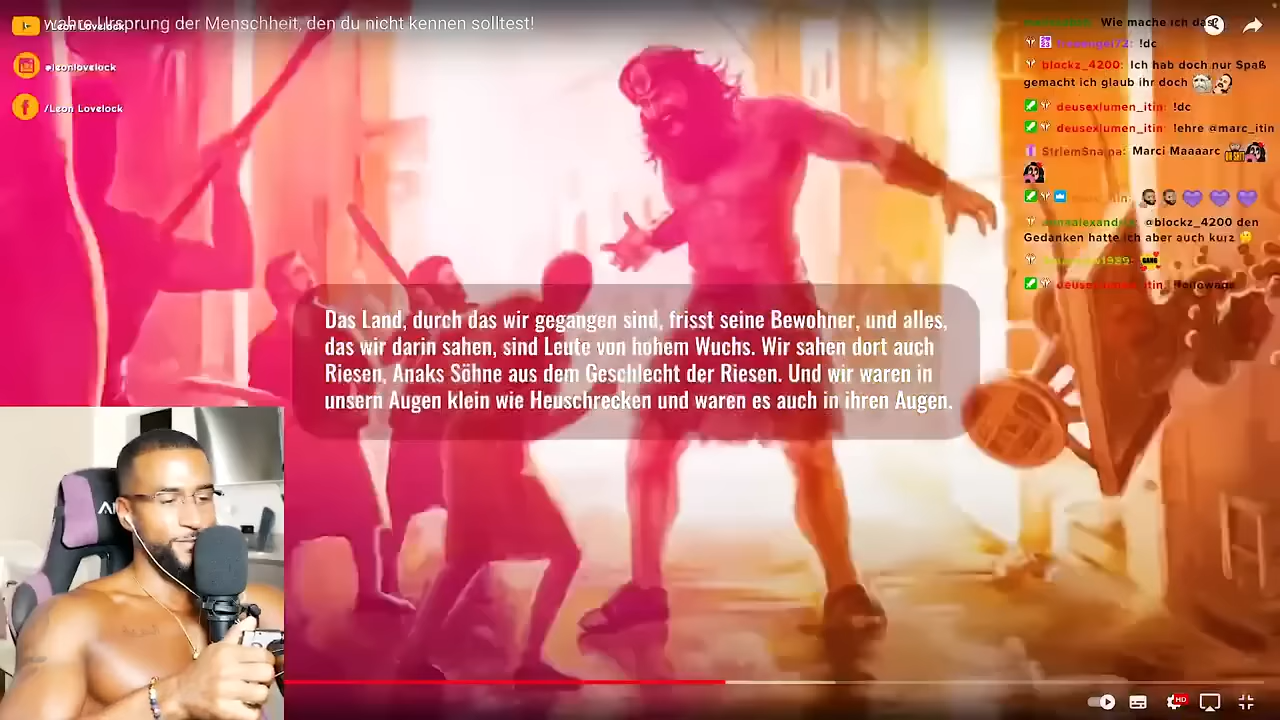 wahre Ursprung der Menschheit, den du nicht kennen solltest!
/Leon Lovelock
@leonlovelock
/Leon Lovelock
Wie mache ich das?
!dc
blockz_4200: Ich hab doch nur Spaß
gemacht ich glaub ihr doch
deusexlumen_itin: !dc
deusexlumen_itin: !ehre @marc_itin
Marci Maaaarc
@blockz_4200 den
Gedanken hatte ich aber auch kurz
GANG
Das Land, durch das wir gegangen sind, frisst seine Bewohner, und alles,
das wir darin sahen, sind Leute von hohem Wuchs. Wir sahen dort auch
Riesen, Anaks Söhne aus dem Geschlecht der Riesen. Und wir waren in
unsern Augen klein wie Heuschrecken und waren es auch in ihren Augen.
HD